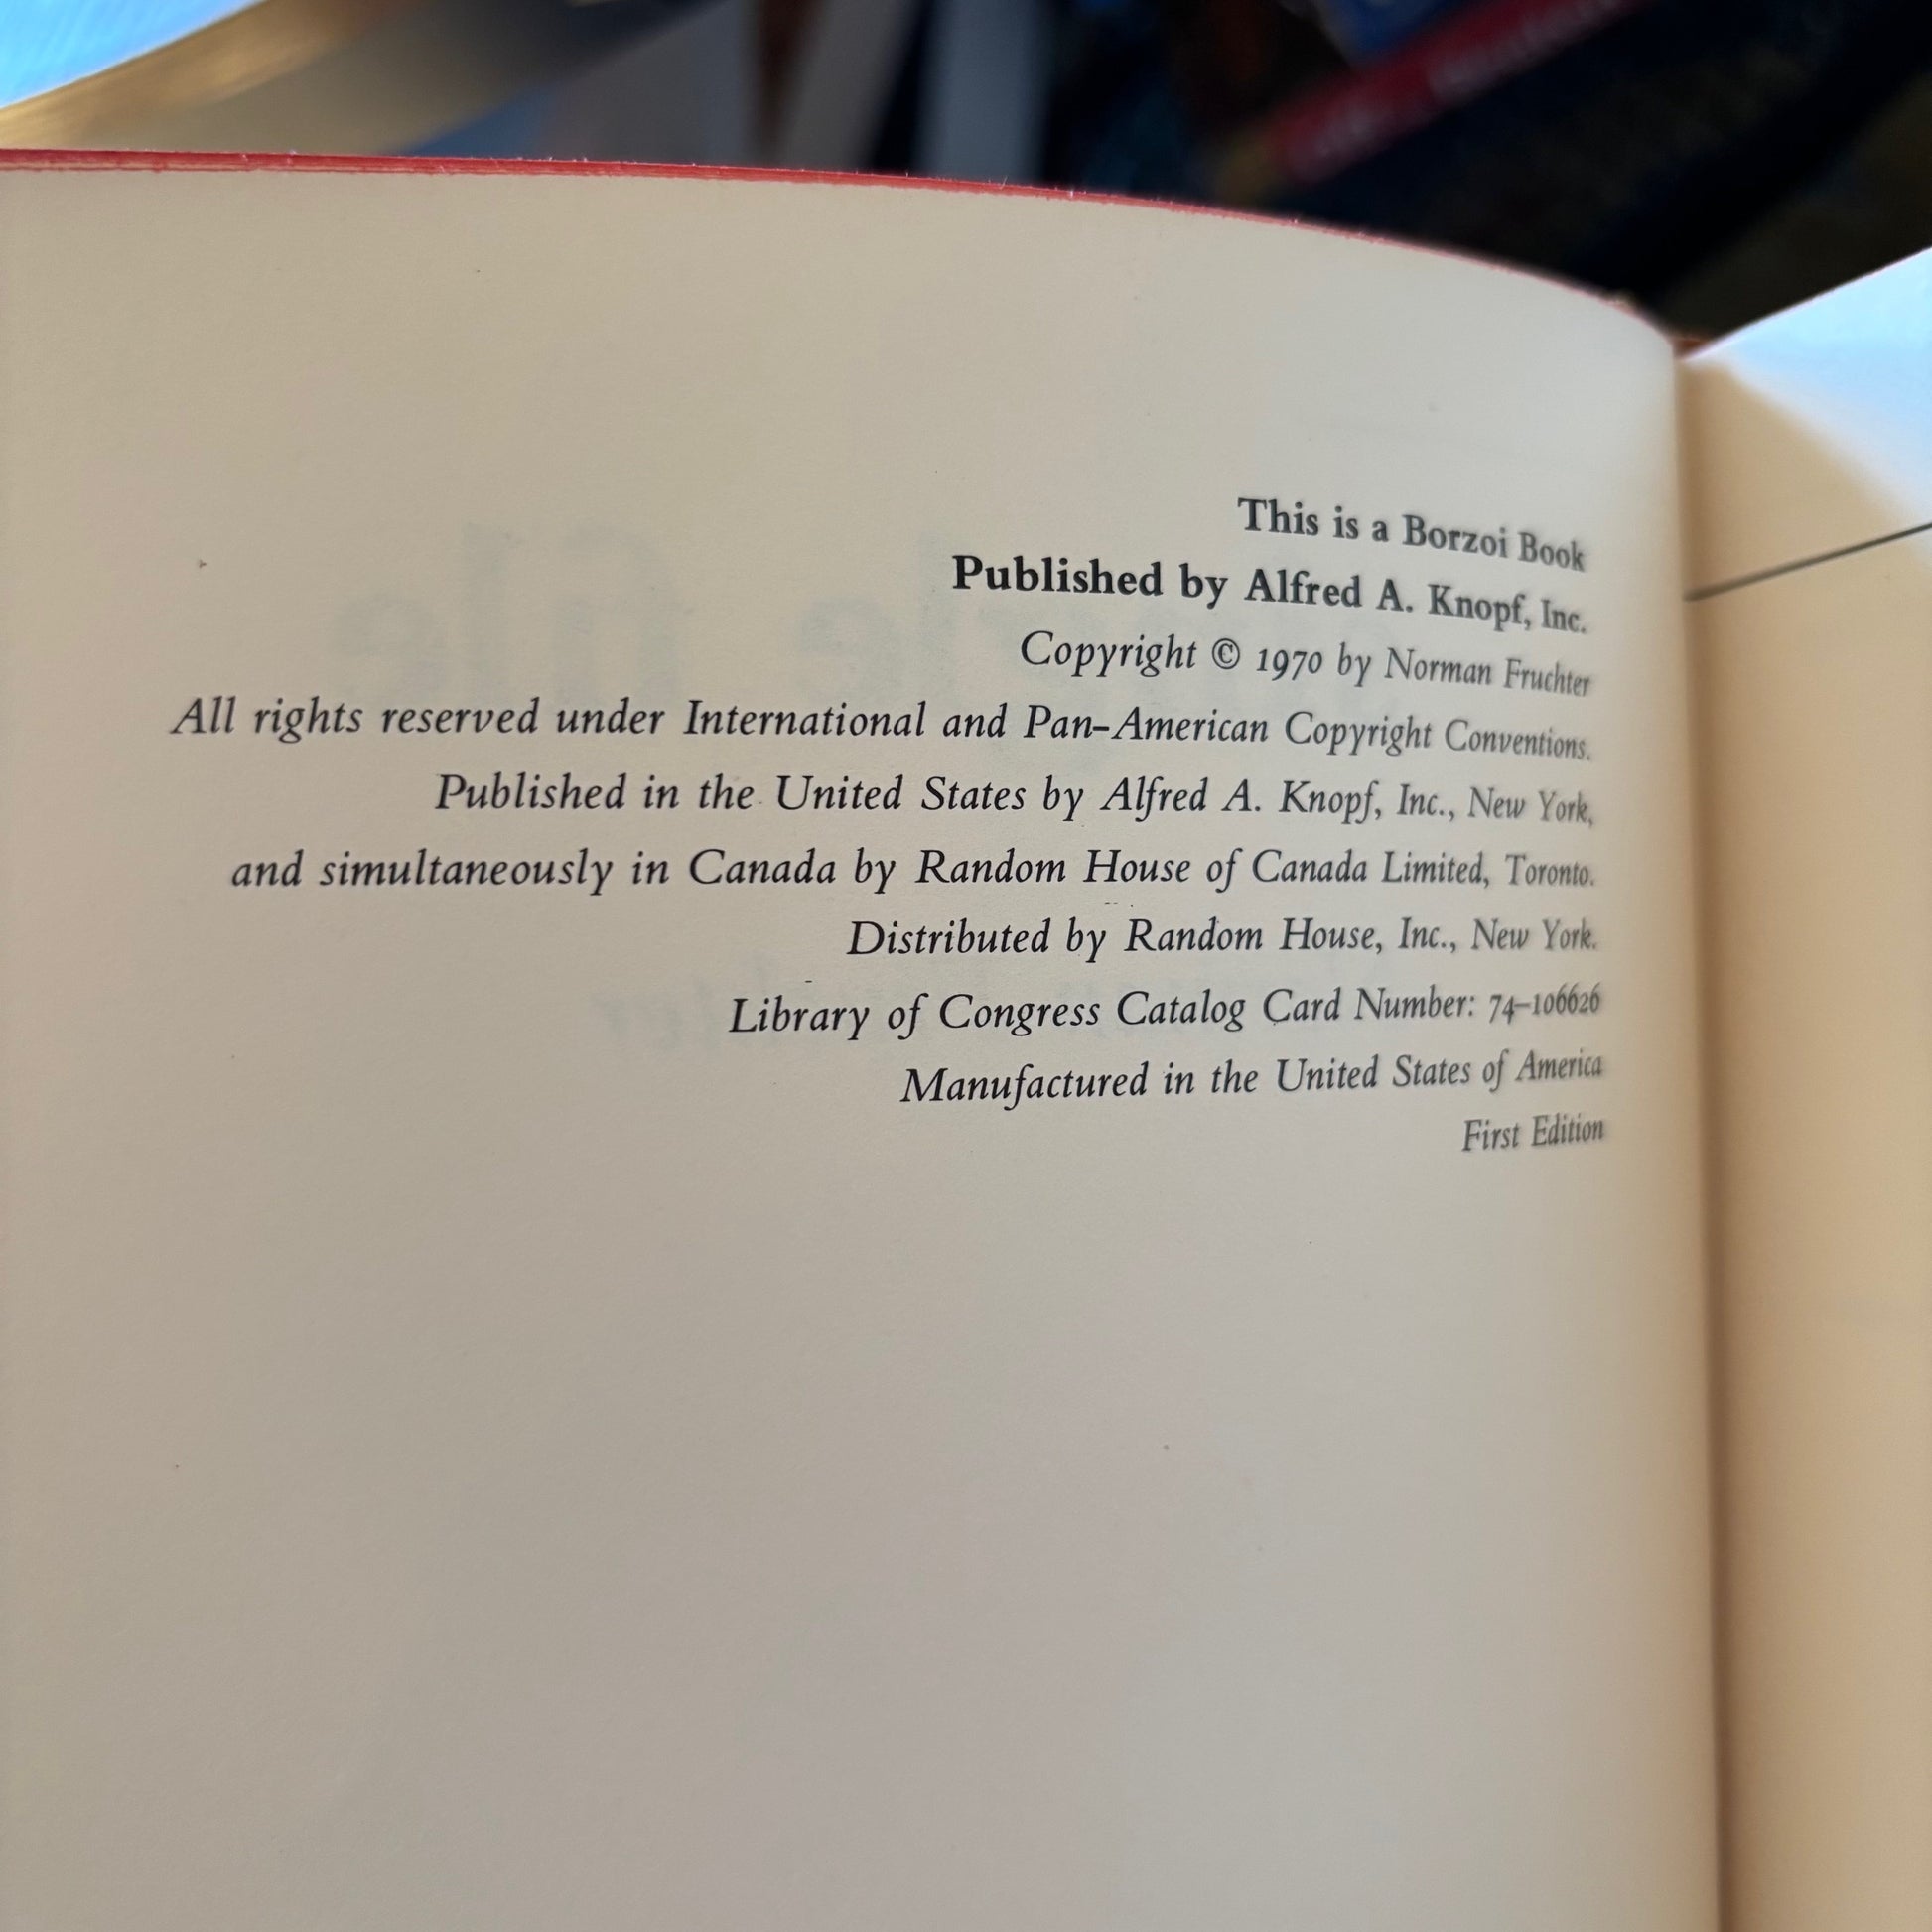 This is a Borzoi Book
Published by Alfred A. Knopf, Inc.
Copyright © 1970 by Norman Fruchter
All rights reserved under International and Pan-American Copyright Conventions.
Published in the United States by Alfred A. Knopf, Inc., New York,
and simultaneously in Canada by Random House of Canada Limited, Toronto.
Distributed by Random House, Inc., New York.
Library of Congress Catalog Card Number: 74-106626
Manufactured in the United States of America
First Edition